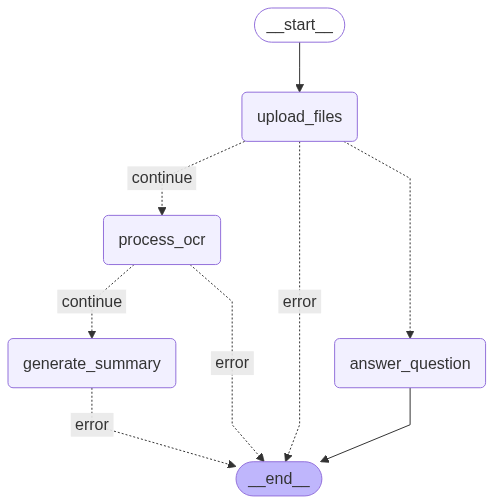 __start__
upload_files
continue
process_ocr
continue
error
generate_summary
error
answer_question
error
__end__